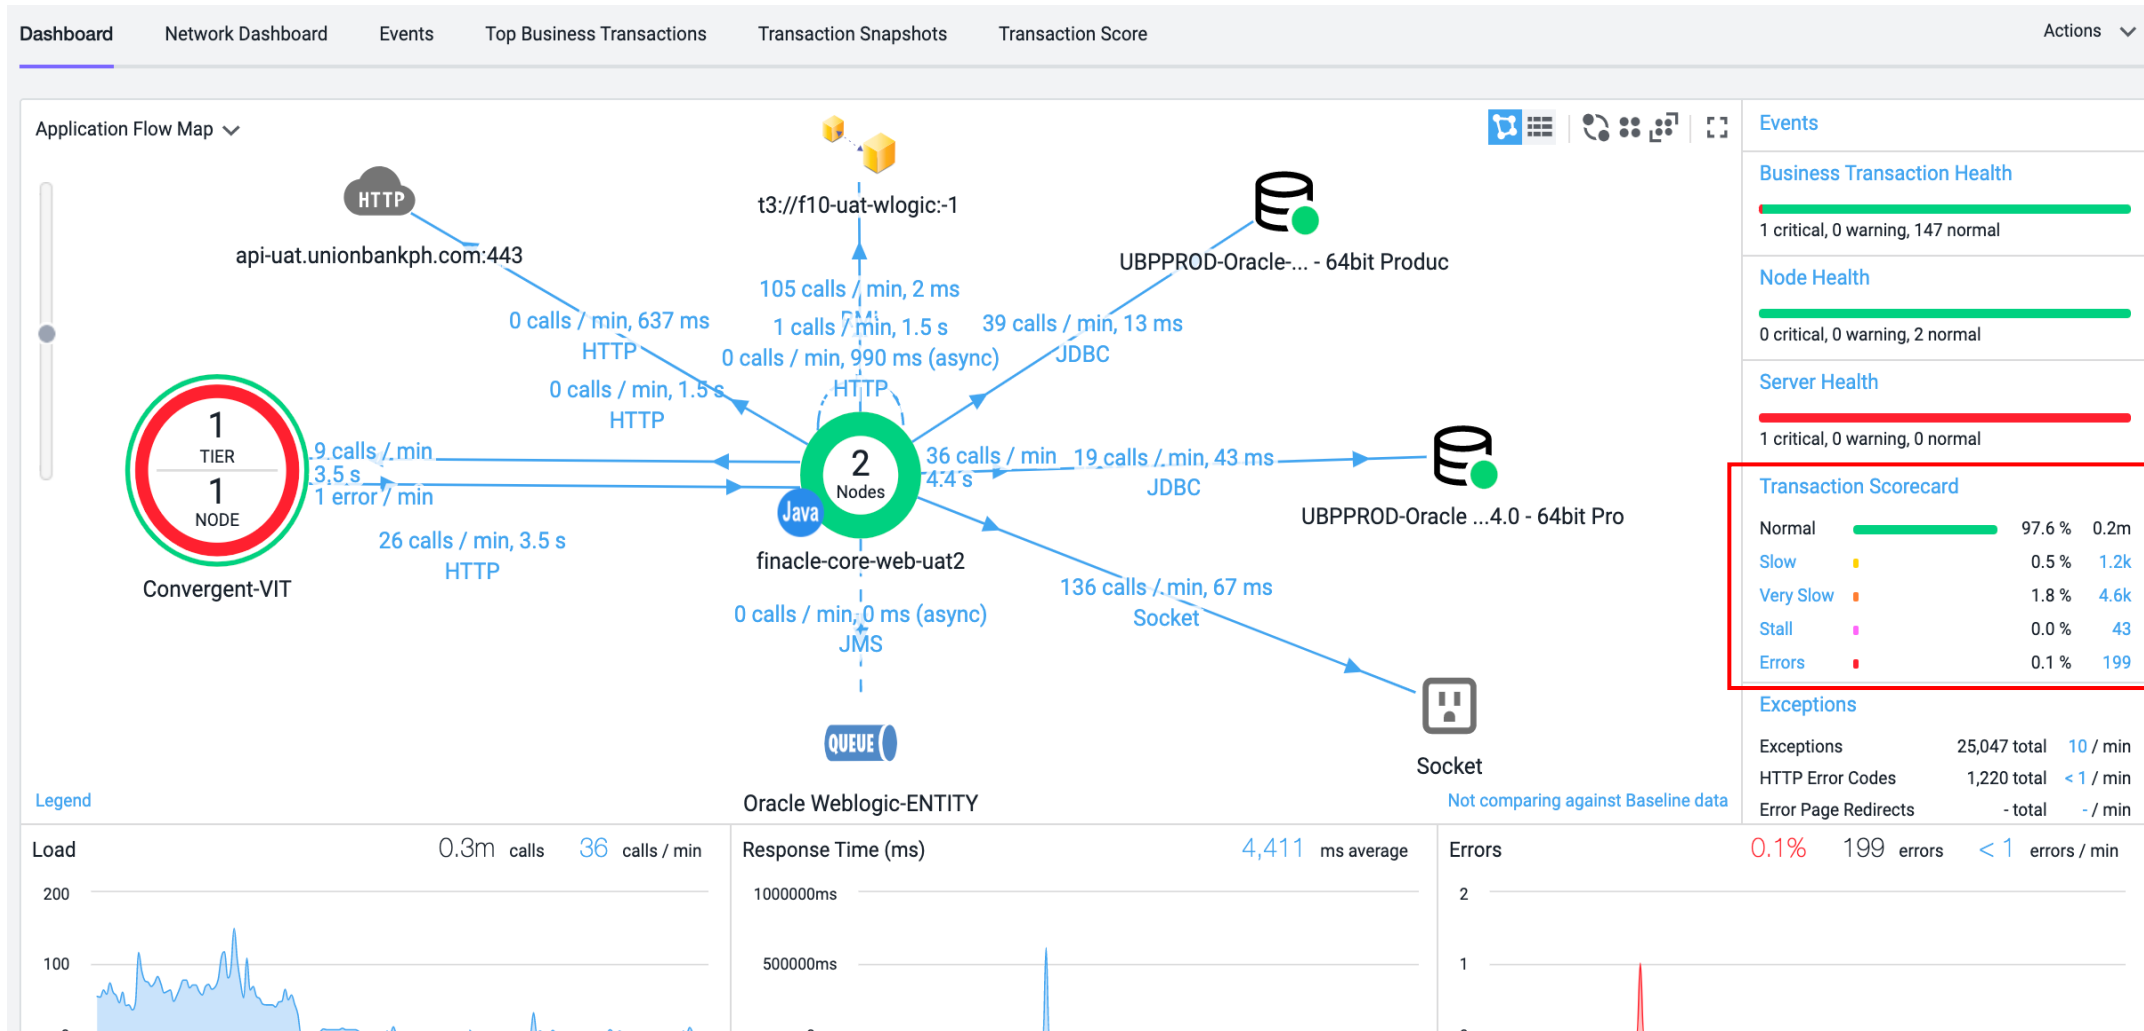 Dashboard
Network Dashboard
Events
Top Business Transactions
Transaction Snapshots
Transaction Score
Actions
Application Flow Map
HTTP
api-uat.unionbankph.com:443
t3://f10-uat-wlogic:-1
UBPPROD-Oracle-... - 64bit Produc
105 calls / min, 2 ms
1 calls / min, 1.5 s
0 calls / min, 990 ms (async)
HTTP
0 calls / min, 637 ms
HTTP
0 calls / min, 1.5 s
HTTP
39 calls / min, 13 ms
JDBC
1
TIER
1
NODE
Convergent-VIT
9 calls / min
3.5 s
1 error / min
26 calls / min, 3.5 s
HTTP
2
Nodes
Java
finacle-core-web-uat2
36 calls / min
4.4 s
19 calls / min, 43 ms
JDBC
UBPPROD-Oracle ...4.0 - 64bit Pro
0 calls / min, 0 ms (async)
JMS
136 calls / min, 67 ms
Socket
QUEUE
Oracle Weblogic-ENTITY
Socket
Legend
Not comparing against Baseline data
Events
Business Transaction Health
1 critical, 0 warning, 147 normal
Node Health
0 critical, 0 warning, 2 normal
Server Health
1 critical, 0 warning, 0 normal
Transaction Scorecard
Normal 97.6 % 0.2m
Slow 0.5 % 1.2k
Very Slow 1.8 % 4.6k
Stall 0.0 % 43
Errors 0.1 % 199
Exceptions
Exceptions 25,047 total 10 / min
HTTP Error Codes 1,220 total < 1 / min
Error Page Redirects - total - / min
Load 0.3m calls 36 calls / min
200
100
Response Time (ms) 4,411 ms average
1000000ms
500000ms
Errors 0.1% 199 errors < 1 errors / min
2
1